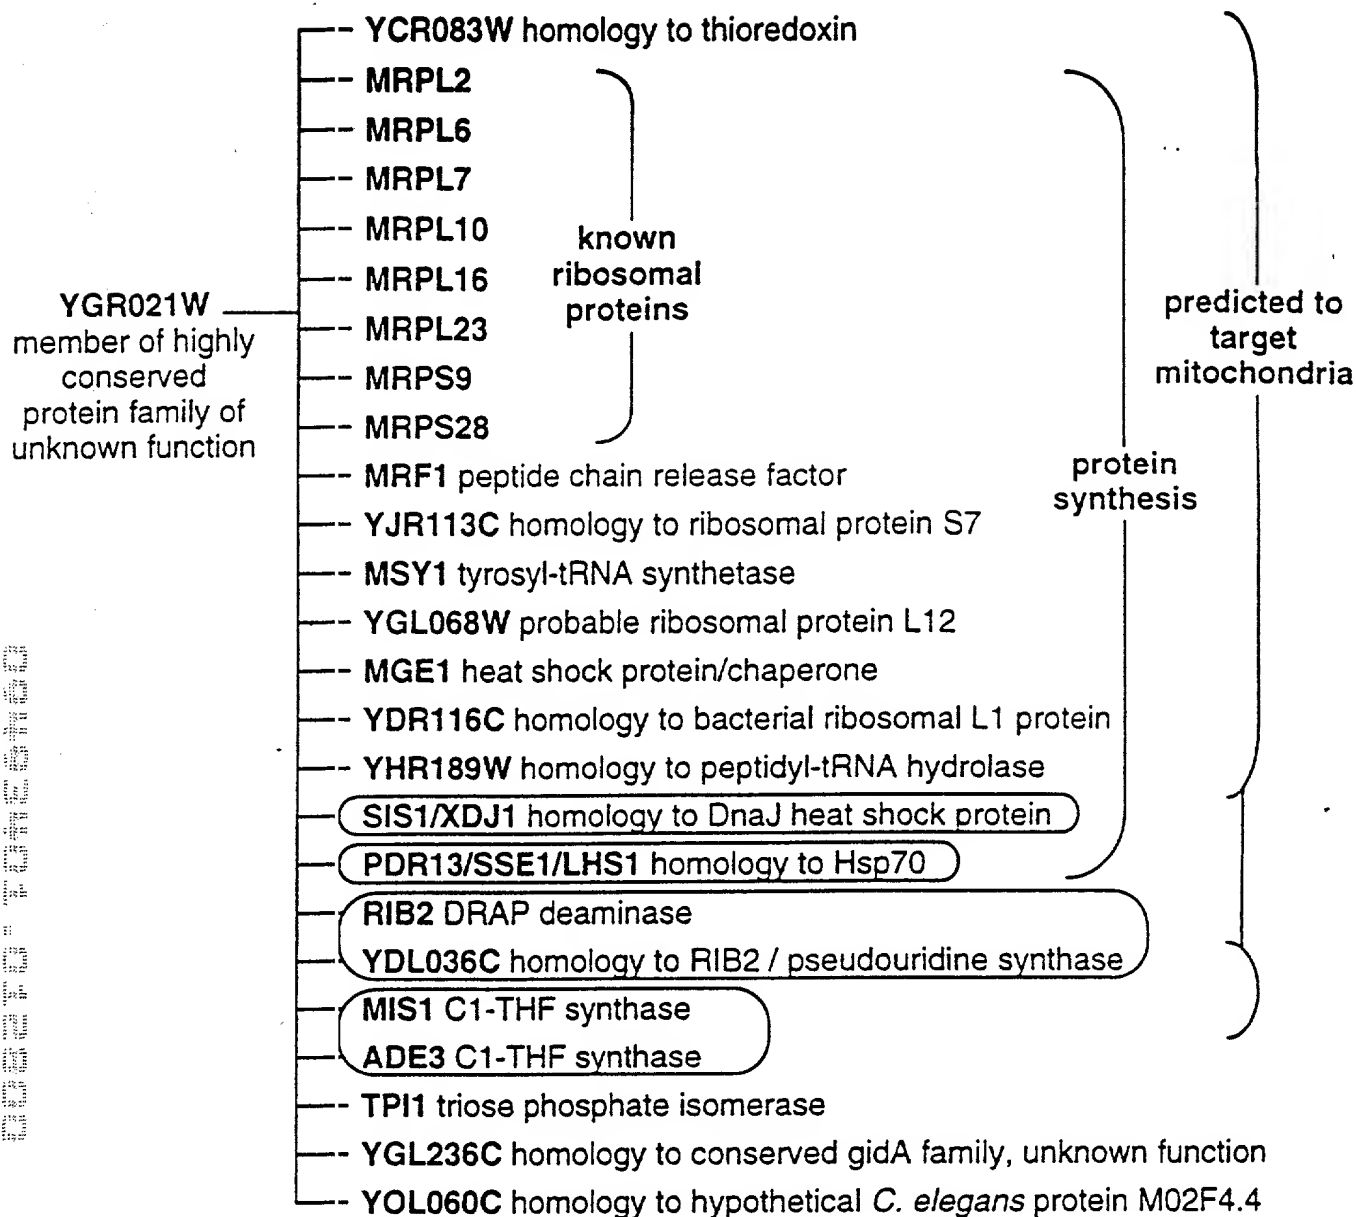 YCR083W homology to thioredoxin
MRPL2
MRPL6
MRPL7
MRPL10
MRPL16
MRPL23
MRPS9
MRPS28
known
ribosomal
proteins
YGR021W
member of highly
conserved
protein family of
unknown function
predicted to
target
mitochondria
protein
synthesis
MRF1 peptide chain release factor
YJR113C homology to ribosomal protein S7
MSY1 tyrosyl-tRNA synthetase
YGL068W probable ribosomal protein L12
MGE1 heat shock protein/chaperone
YDR116C homology to bacterial ribosomal L1 protein
YHR189W homology to peptidyl-tRNA hydrolase
SIS1/XDJ1 homology to DnaJ heat shock protein
PDR13/SSE1/LHS1 homology to Hsp70
RIB2 DRAP deaminase
YDL036C homology to RIB2 / pseudouridine synthase
MIS1 C1-THF synthase
ADE3 C1-THF synthase
TPI1 triose phosphate isomerase
YGL236C homology to conserved gidA family, unknown function
YOL060C homology to hypothetical C. elegans protein M02F4.4